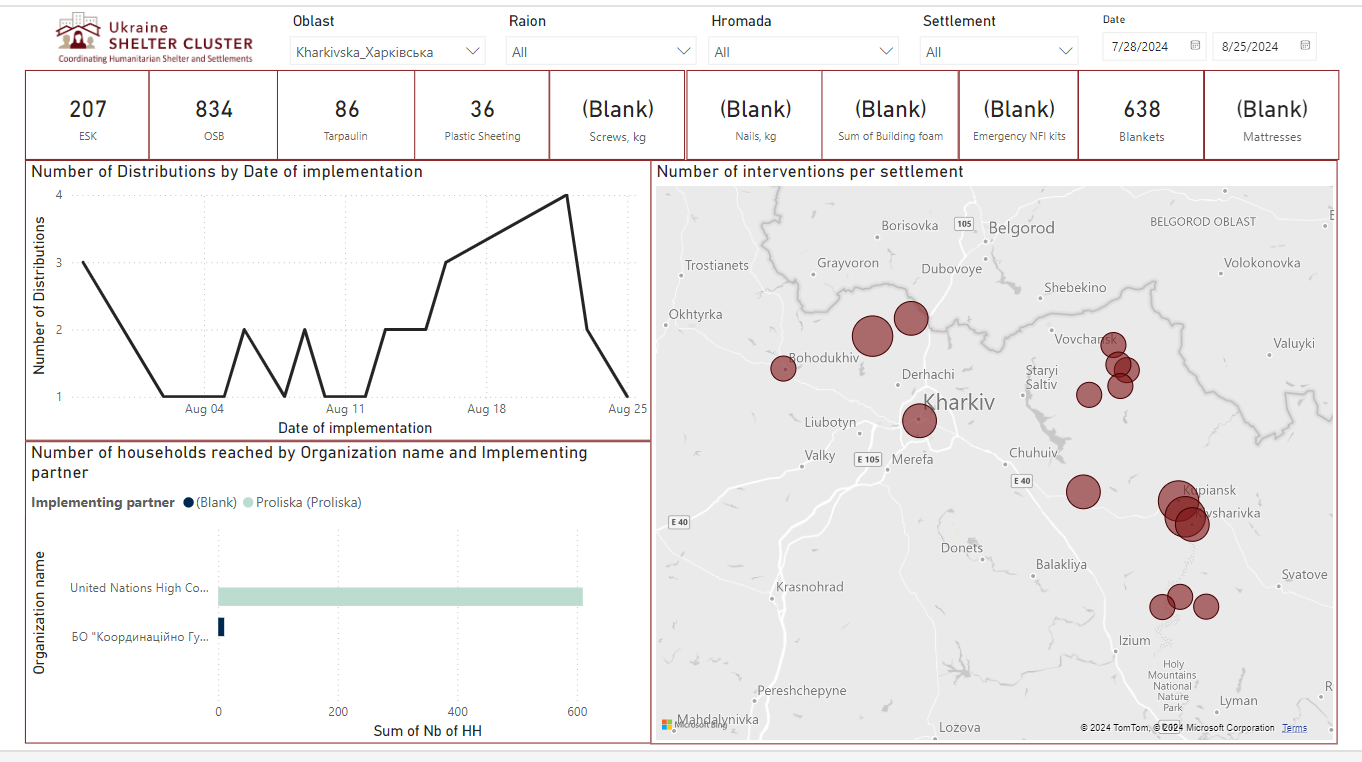 Ukraine
SHELTER CLUSTER
Coordinating Humanitarian Shelter and Settlements
Oblast
Kharkivska_Харківська
Raion
All
Hromada
All
Settlement
All
Date
7/28/2024
8/25/2024
207
ESK
834
OSB
86
Tarpaulin
36
Plastic Sheeting
(Blank)
Screws, kg
(Blank)
Nails, kg
(Blank)
Sum of Building foam
(Blank)
Emergency NFI kits
638
Blankets
(Blank)
Mattresses
Number of Distributions by Date of implementation
Number of Distributions
4
3
2
1
Aug 04
Aug 11
Aug 18
Aug 25
Date of implementation
Number of households reached by Organization name and Implementing
partner
Implementing partner
(Blank)
Proliska (Proliska)
Organization name
United Nations High Co...
БО "Координаційно Гу...
0
200
400
600
Sum of Nb of HH
Number of interventions per settlement
Borisovka
105
Belgorod
BELGOROD OBLAST
Trostianets
Grayvoron
Dubovoye
Volokonovka
Shebekino
Okhtyrka
Vovchansk
Valuyki
Bohodukhiv
Derhachi
Staryi
Saltiv
Kharkiv
Liubotyn
Valky
E 105
Merefa
Chuhuiv
E 40
Kupiansk
E 40
Donets
Balakliya
Svatove
Krasnohrad
Izium
Holy
Mountains
National
Nature
Park
Pereshchepyne
Lyman
R
Mahdalynivka
Microsoft Bing
Lozova
© 2024 TomTom, © 2024 Microsoft Corporation
Terms